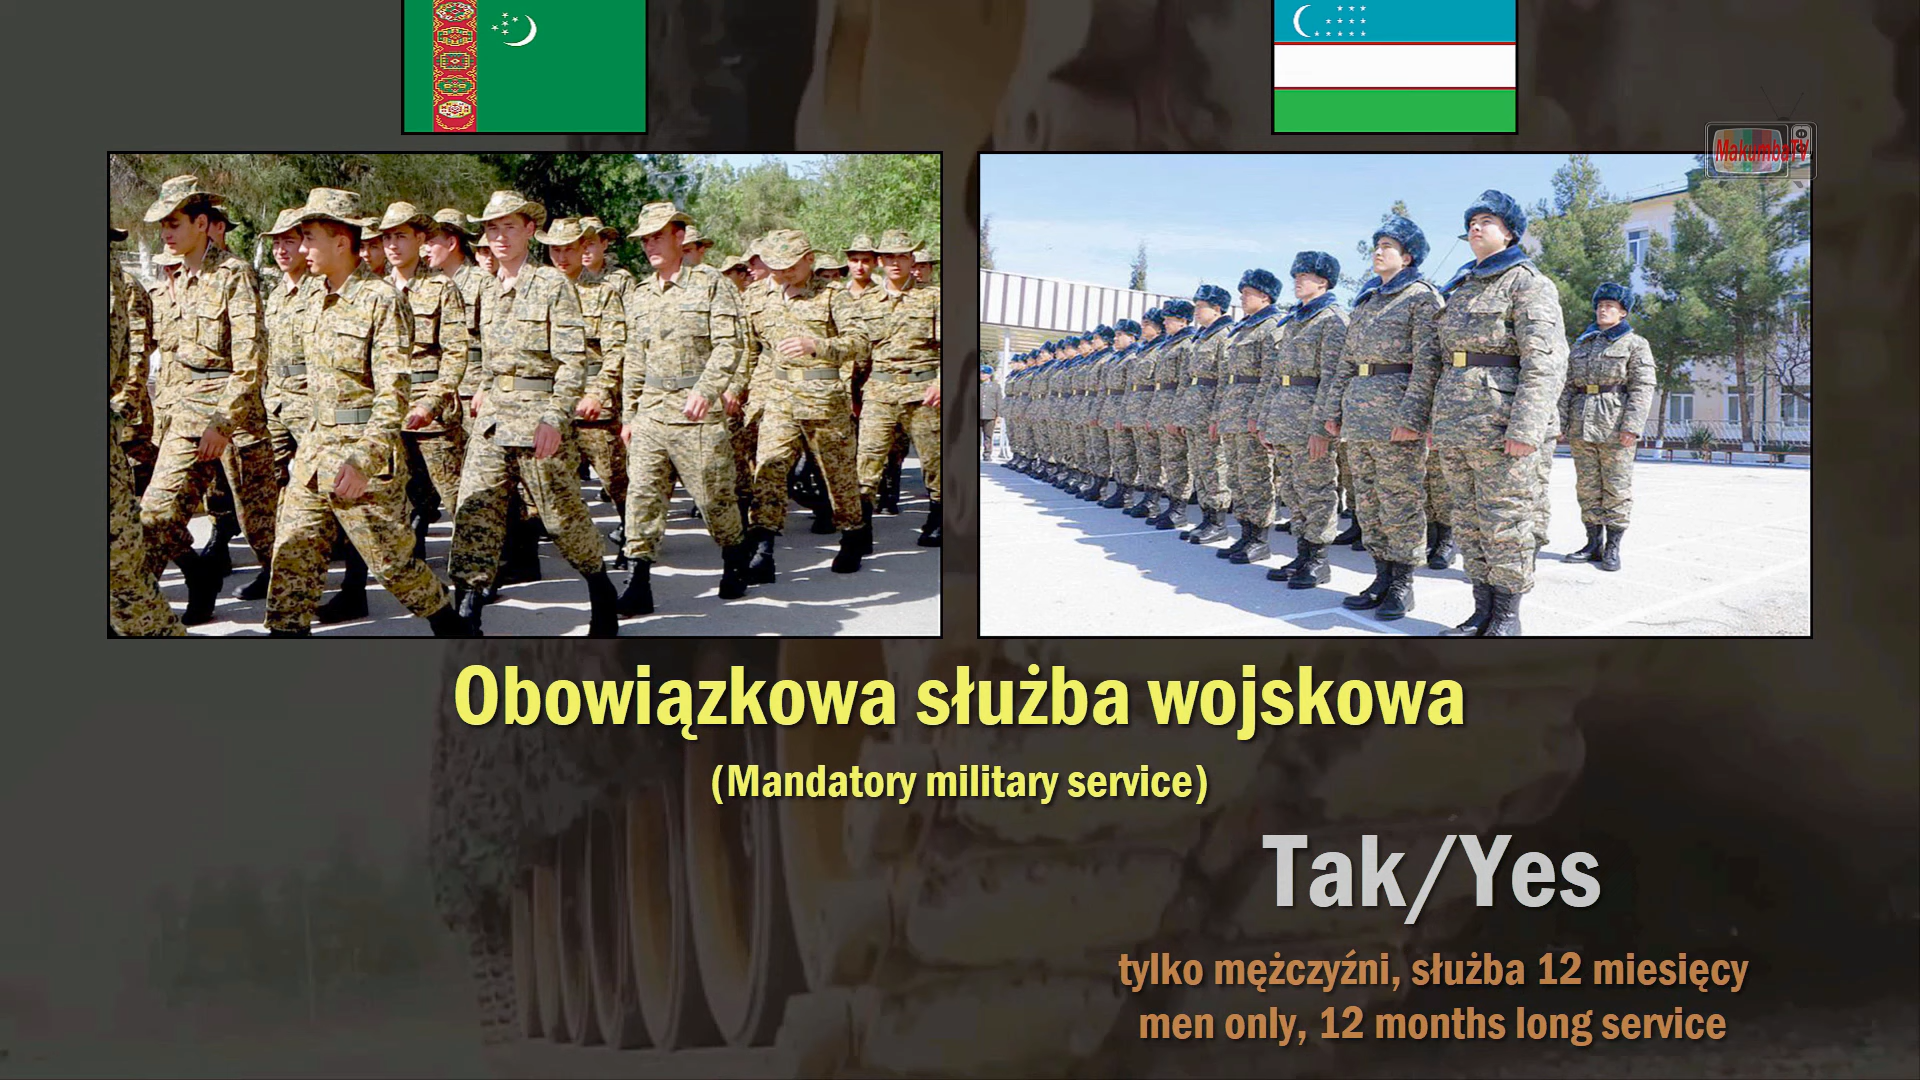 MakumbaTV
Obowiązkowa służba wojskowa
(Mandatory military service)
Tak/Yes
tylko mężczyźni, służba 12 miesięcy
men only, 12 months long service